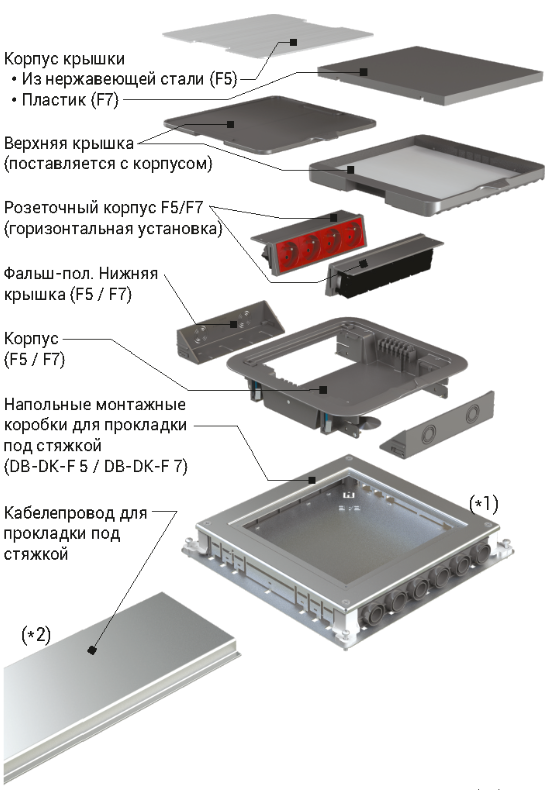 Корпус крышки
• Из нержавеющей стали (F5)
• Пластик (F7)
Верхняя крышка
(поставляется с корпусом)
Розеточный корпус F5/F7
(горизонтальная установка)
Фальш-пол. Нижняя
крышка (F5 / F7)
Корпус
(F5 / F7)
Напольные монтажные
коробки для прокладки
под стяжкой
(DB-DK-F 5 / DB-DK-F 7)
(*1)
Кабелепровод для
прокладки под
стяжкой
(*2)